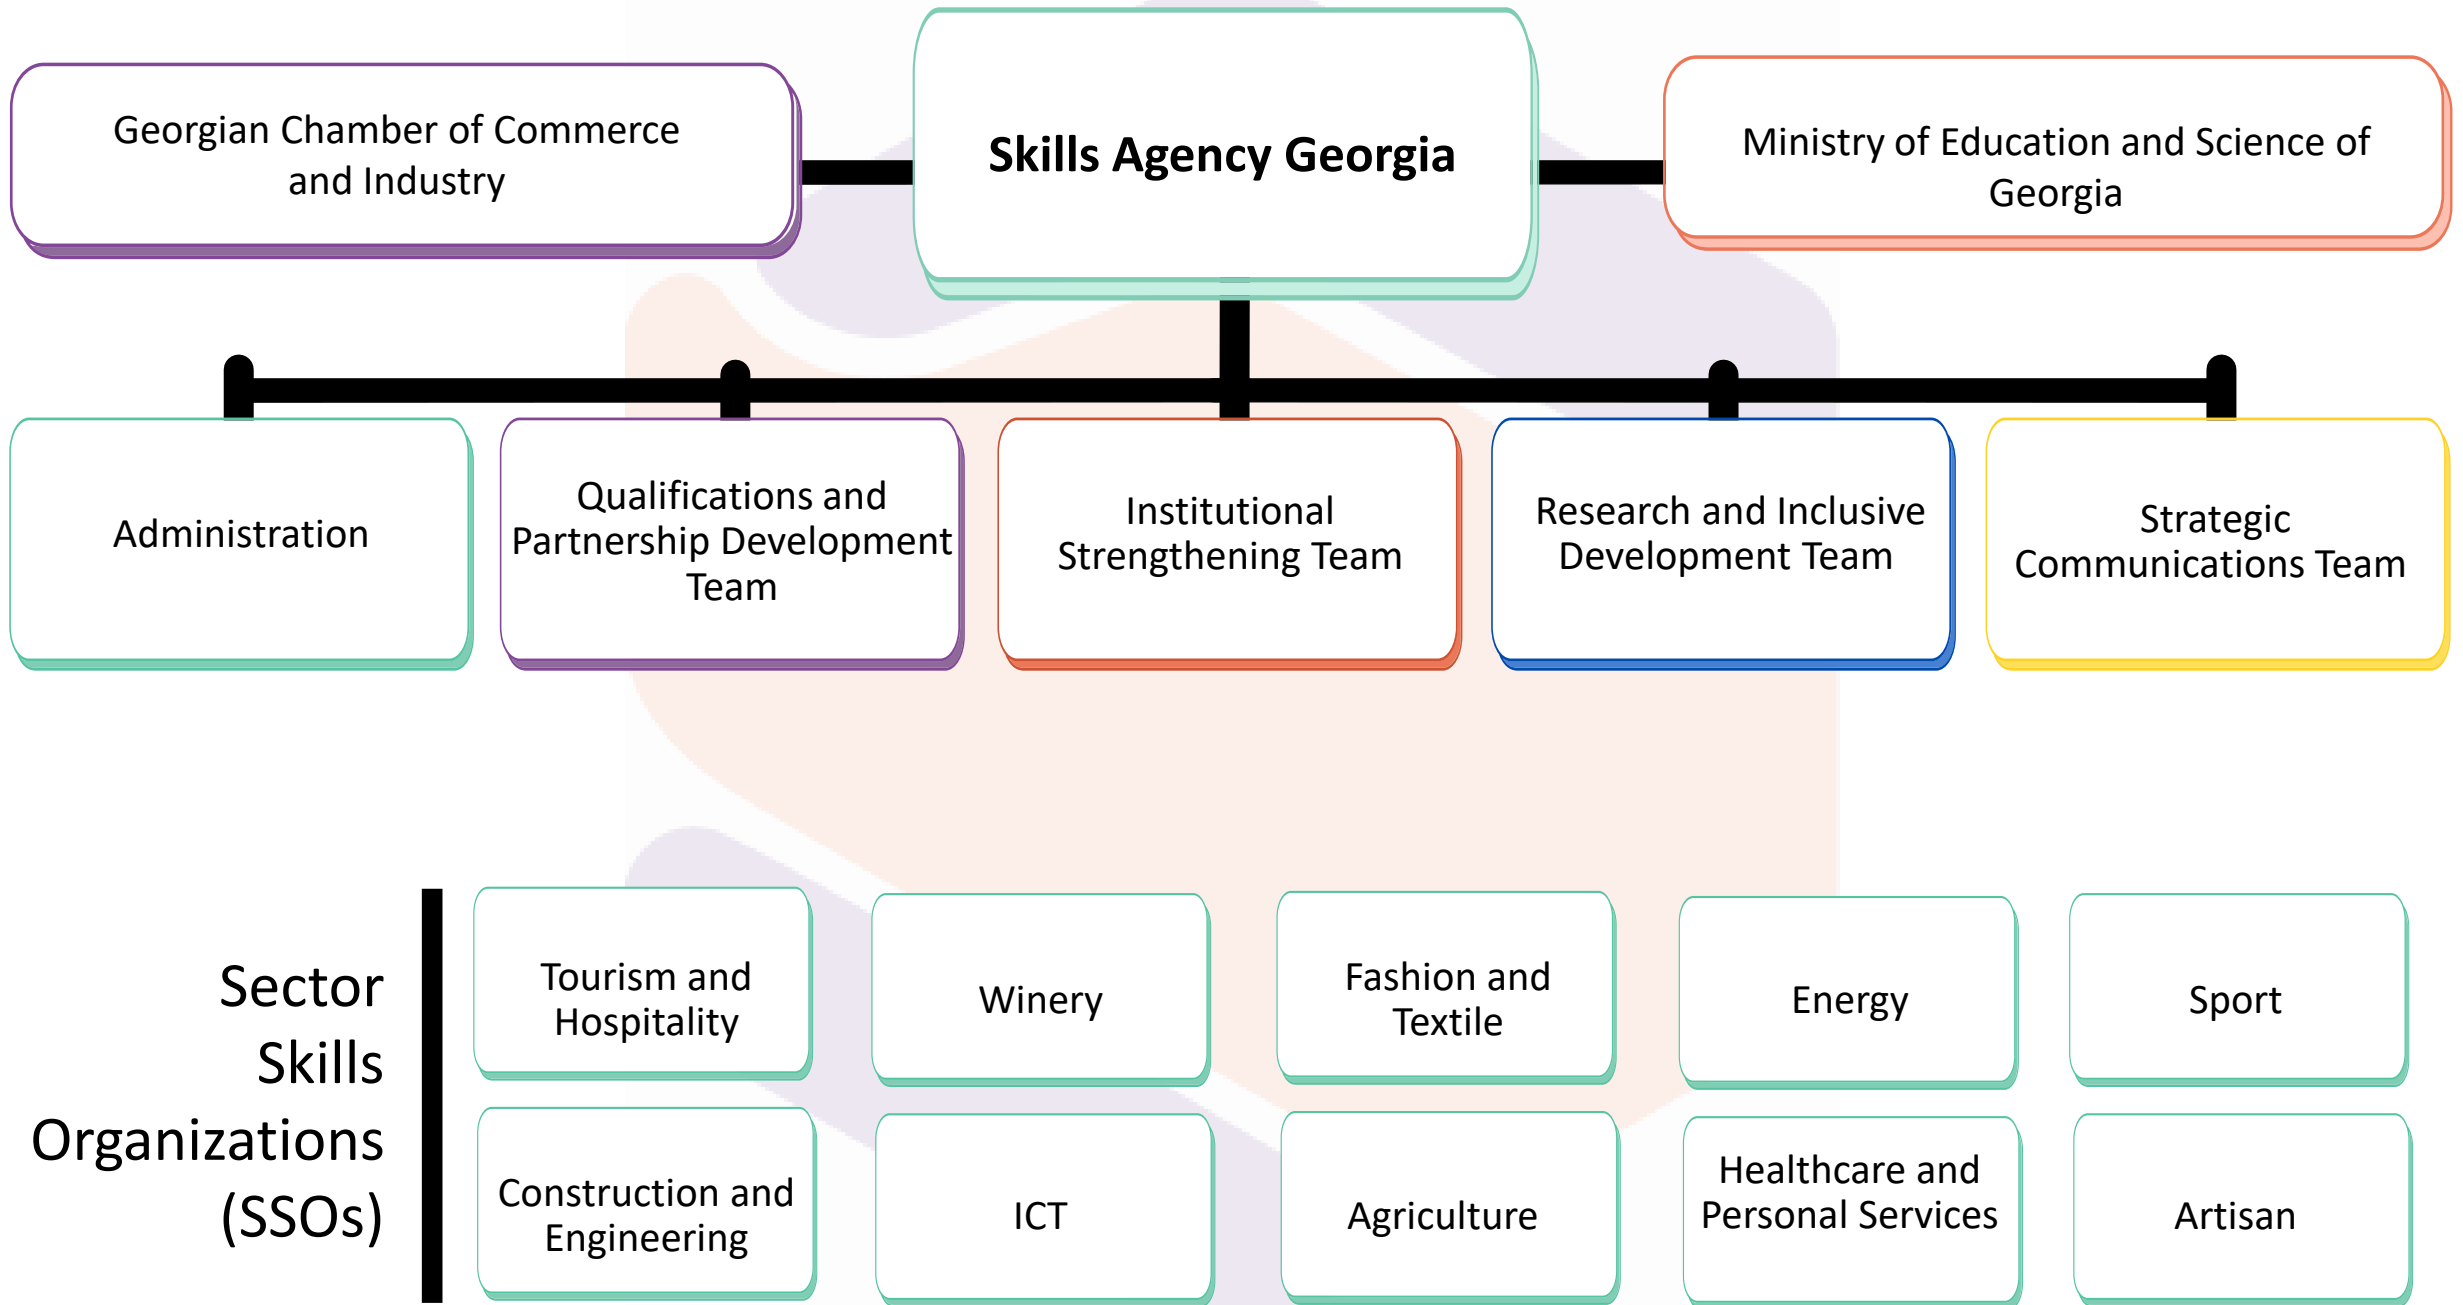 Georgian Chamber of Commerce
and Industry
Skills Agency Georgia
Ministry of Education and Science of
Georgia
Administration
Qualifications and
Partnership Development
Team
Institutional
Strengthening Team
Research and Inclusive
Development Team
Strategic
Communications Team
Sector
Skills
Organizations
(SSOs)
Tourism and
Hospitality
Winery
Fashion and
Textile
Energy
Sport
Construction and
Engineering
ICT
Agriculture
Healthcare and
Personal Services
Artisan